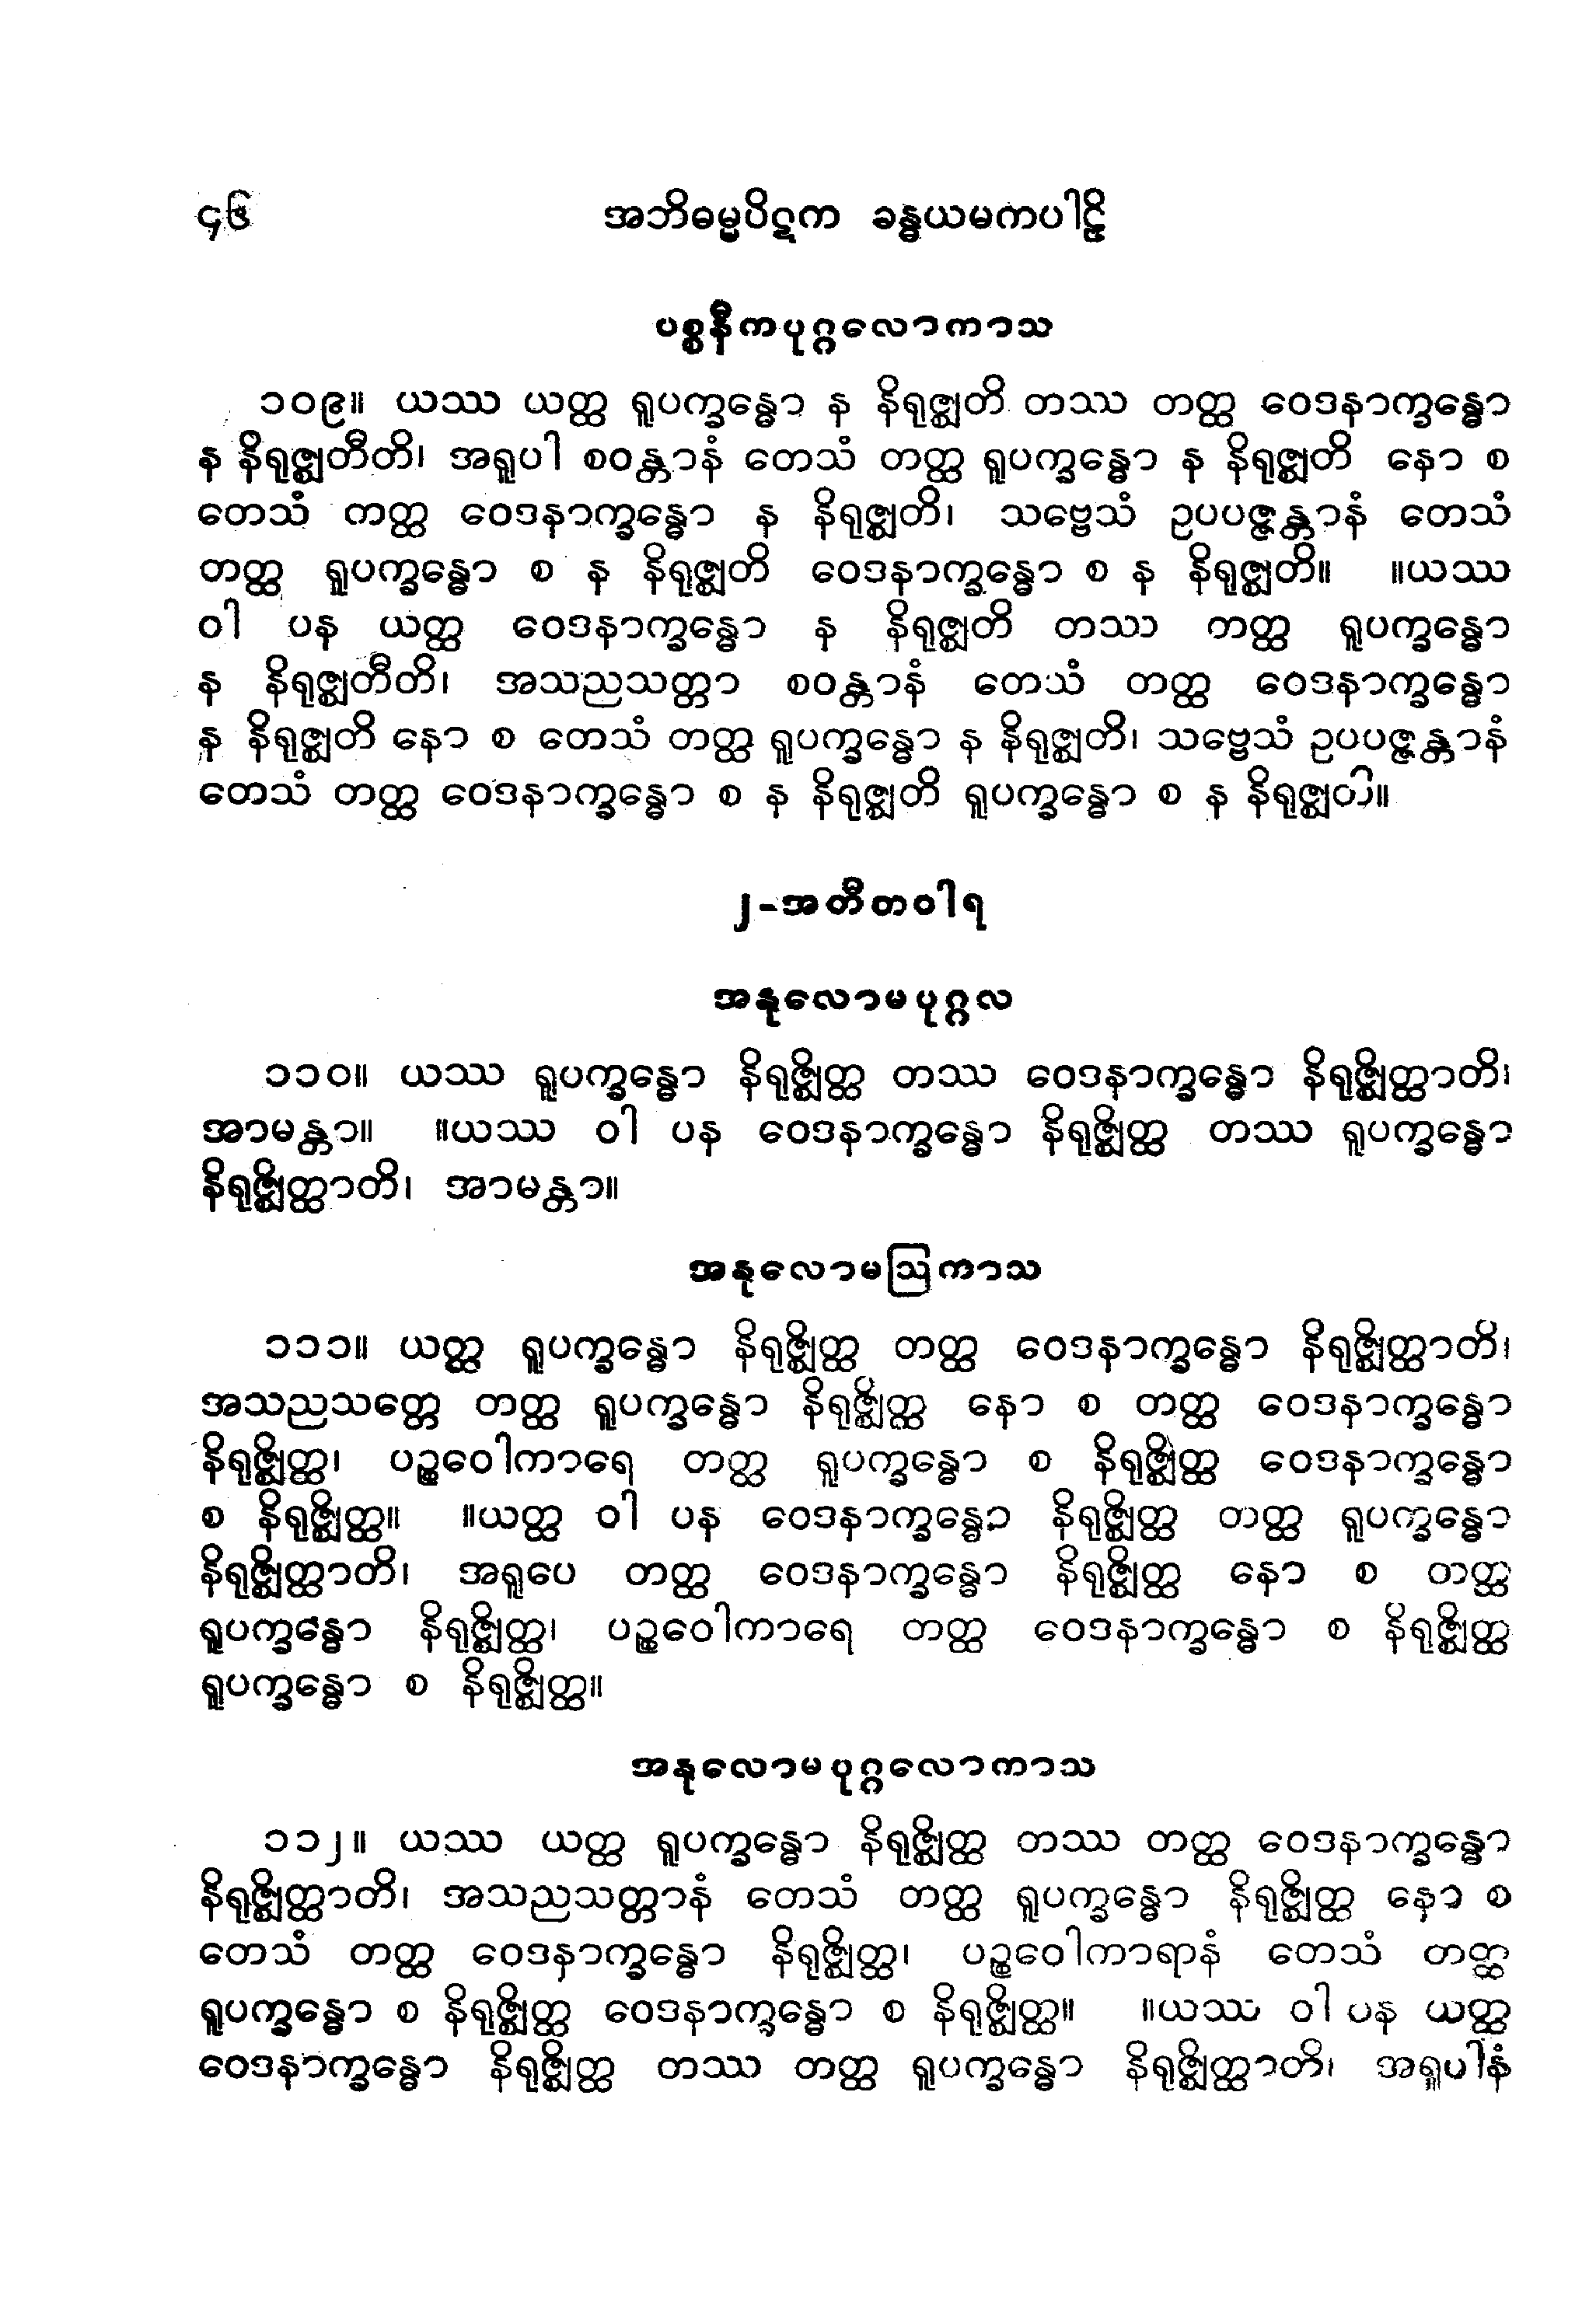 ၄၆ အဘိဓမ္မပိဋက ခန္ဓယမကပါဠိ
ပစ္စနီကပုဂ္ဂလောကာသ
၁၀၉။ ယဿ ယတ္ထ ရူပက္ခန္ဓော န နိရုဇ္ဈတိ တဿ တတ္ထ ဝေဒနာက္ခန္ဓော
န နိရုဇ္ဈတီတိ၊ အရူပါ စဝန္တာနံ တေသံ တတ္ထ ရူပက္ခန္ဓော န နိရုဇ္ဈတိ နော စ
တေသံ တတ္ထ ဝေဒနာက္ခန္ဓော န နိရုဇ္ဈတိ၊ သဗ္ဗေသံ ဥပပဇ္ဇန္တာနံ တေသံ
တတ္ထ ရူပက္ခန္ဓော စ န နိရုဇ္ဈတိ ဝေဒနာက္ခန္ဓော စ န နိရုဇ္ဈတိ။ ။ယဿ
ဝါ ပန ယတ္ထ ဝေဒနာက္ခန္ဓော န နိရုဇ္ဈတိ တဿ တတ္ထ ရူပက္ခန္ဓော
န နိရုဇ္ဈတီတိ၊ အသညသတ္တာ စဝန္တာနံ တေသံ တတ္ထ ဝေဒနာက္ခန္ဓော
န နိရုဇ္ဈတိ နော စ တေသံ တတ္ထ ရူပက္ခန္ဓော န နိရုဇ္ဈတိ၊ သဗ္ဗေသံ ဥပပဇ္ဇန္တာနံ
တေသံ တတ္ထ ဝေဒနာက္ခန္ဓော စ န နိရုဇ္ဈတိ ရူပက္ခန္ဓော စ န နိရုဇ္ဈတိ။
၂-အတီတဝါရ
အနုလောမပုဂ္ဂလ
၁၁၀။ ယဿ ရူပက္ခန္ဓော နိရုဇ္ဈိတ္ထ တဿ ဝေဒနာက္ခန္ဓော နိရုဇ္ဈိတ္ထာတိ၊
အာမန္တာ။ ။ယဿ ဝါ ပန ဝေဒနာက္ခန္ဓော နိရုဇ္ဈိတ္ထ တဿ ရူပက္ခန္ဓော
နိရုဇ္ဈိတ္ထာတိ၊ အာမန္တာ။
အနုလောမဩကာသ
၁၁၁။ ယတ္ထ ရူပက္ခန္ဓော နိရုဇ္ဈိတ္ထ တတ္ထ ဝေဒနာက္ခန္ဓော နိရုဇ္ဈိတ္ထာတိ၊
အသညသတ္တေ တတ္ထ ရူပက္ခန္ဓော နိရုဇ္ဈိတ္ထ နော စ တတ္ထ ဝေဒနာက္ခန္ဓော
နိရုဇ္ဈိတ္ထ၊ ပဉ္စဝေါကာရေ တတ္ထ ရူပက္ခန္ဓော စ နိရုဇ္ဈိတ္ထ ဝေဒနာက္ခန္ဓော
စ နိရုဇ္ဈိတ္ထ။ ။ယတ္ထ ဝါ ပန ဝေဒနာက္ခန္ဓော နိရုဇ္ဈိတ္ထ တတ္ထ ရူပက္ခန္ဓော
နိရုဇ္ဈိတ္ထာတိ၊ အရူပေ တတ္ထ ဝေဒနာက္ခန္ဓော နိရုဇ္ဈိတ္ထ နော စ တတ္ထ
ရူပက္ခန္ဓော နိရုဇ္ဈိတ္ထ၊ ပဉ္စဝေါကာရေ တတ္ထ ဝေဒနာက္ခန္ဓော စ နိရုဇ္ဈိတ္ထ
ရူပက္ခန္ဓော စ နိရုဇ္ဈိတ္ထ။
အနုလောမပုဂ္ဂလောကာသ
၁၁၂။ ယဿ ယတ္ထ ရူပက္ခန္ဓော နိရုဇ္ဈိတ္ထ တဿ တတ္ထ ဝေဒနာက္ခန္ဓော
နိရုဇ္ဈိတ္ထာတိ၊ အသညသတ္တာနံ တေသံ တတ္ထ ရူပက္ခန္ဓော နိရုဇ္ဈိတ္ထ နော စ
တေသံ တတ္ထ ဝေဒနာက္ခန္ဓော နိရုဇ္ဈိတ္ထ၊ ပဉ္စဝေါကာရာနံ တေသံ တတ္ထ
ရူပက္ခန္ဓော စ နိရုဇ္ဈိတ္ထ ဝေဒနာက္ခန္ဓော စ နိရုဇ္ဈိတ္ထ။ ။ယဿ ဝါ ပန ယတ္ထ
ဝေဒနာက္ခန္ဓော နိရုဇ္ဈိတ္ထ တဿ တတ္ထ ရူပက္ခန္ဓော နိရုဇ္ဈိတ္ထာတိ၊ အရူပါနံ